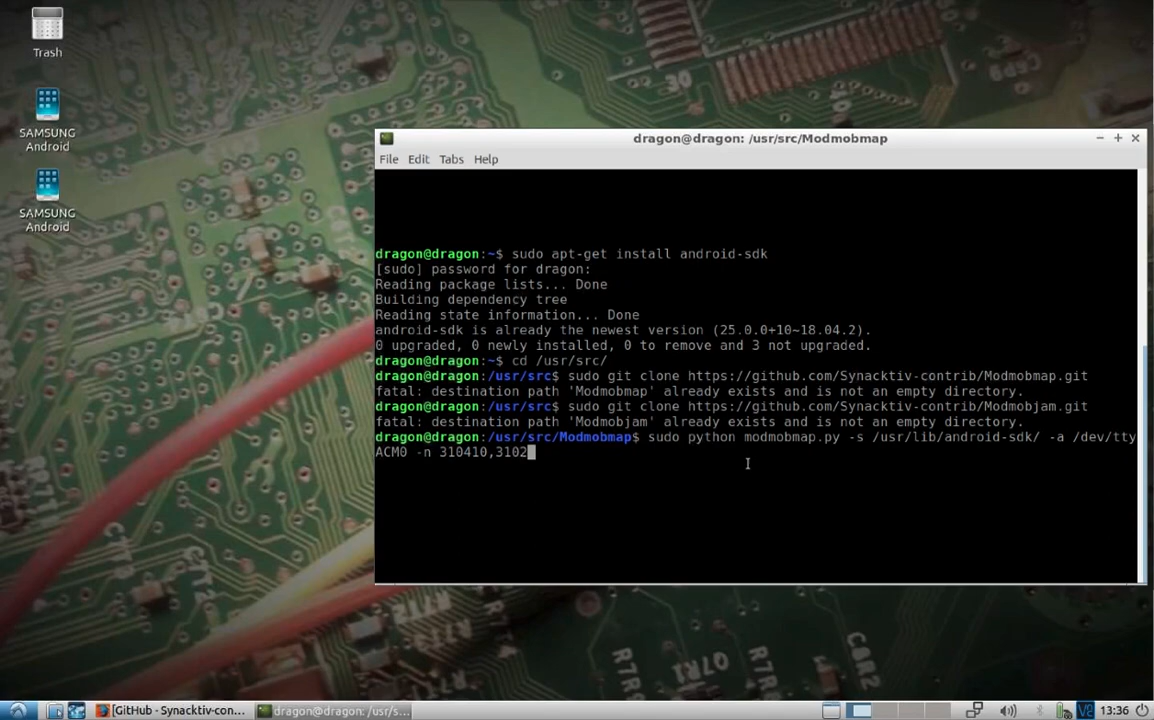 Trash
SAMSUNG
Android
SAMSUNG
Android
dragon@dragon: /usr/src/Modmobmap
File Edit Tabs Help
dragon@dragon:~$ sudo apt-get install android-sdk
[sudo] password for dragon:
Reading package lists... Done
Building dependency tree
Reading state information... Done
android-sdk is already the newest version (25.0.0+10~18.04.2).
0 upgraded, 0 newly installed, 0 to remove and 3 not upgraded.
dragon@dragon:~$ cd /usr/src/
dragon@dragon:/usr/src$ sudo git clone https://github.com/Synacktiv-contrib/Modmobmap.git
fatal: destination path 'Modmobmap' already exists and is not an empty directory.
dragon@dragon:/usr/src$ sudo git clone https://github.com/Synacktiv-contrib/Modmobjam.git
fatal: destination path 'Modmobjam' already exists and is not an empty directory.
dragon@dragon:/usr/src/Modmobmap$ sudo python modmobmap.py -s /usr/lib/android-sdk/ -a /dev/tty
ACM0 -n 310410,3102
30
O7R1
R7R
R7R6
COR2
[GitHub - Synacktiv-con...
dragon@dragon: /usr/s...
13:36